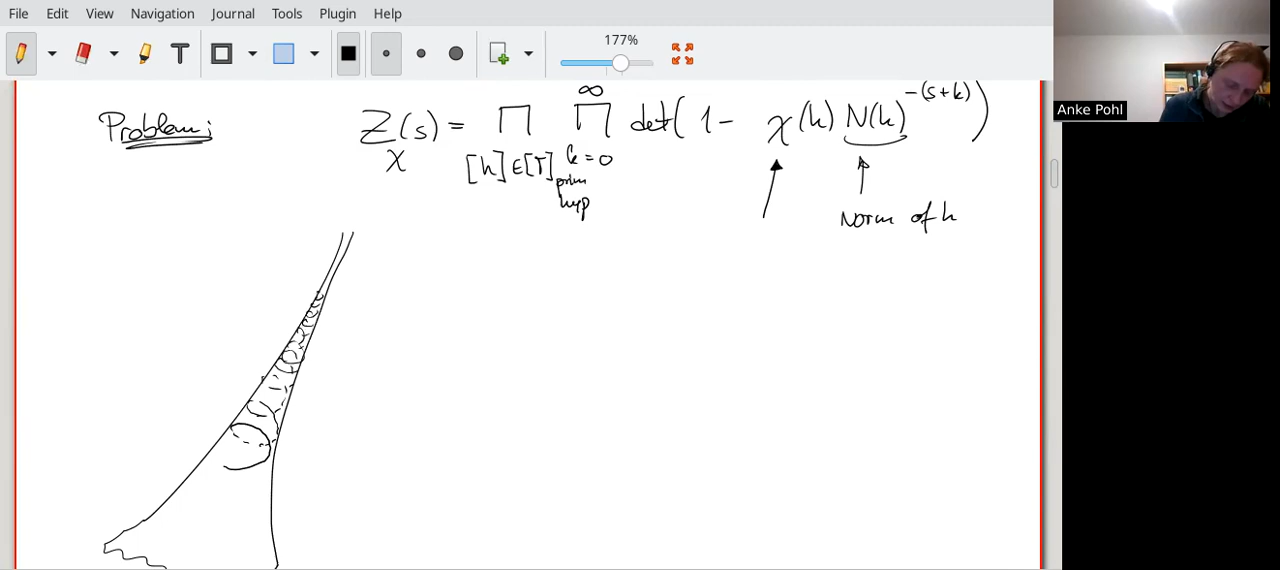 File Edit View Navigation Journal Tools Plugin Help
177%
Anke Pohl
Problem: Z_χ(s) = ∏_{[h]∈[Γ]_{prim hyp}} ∏_{k=0}^{∞} det(1 - χ(h) N(h)^{-(s+k)})
Norm of h